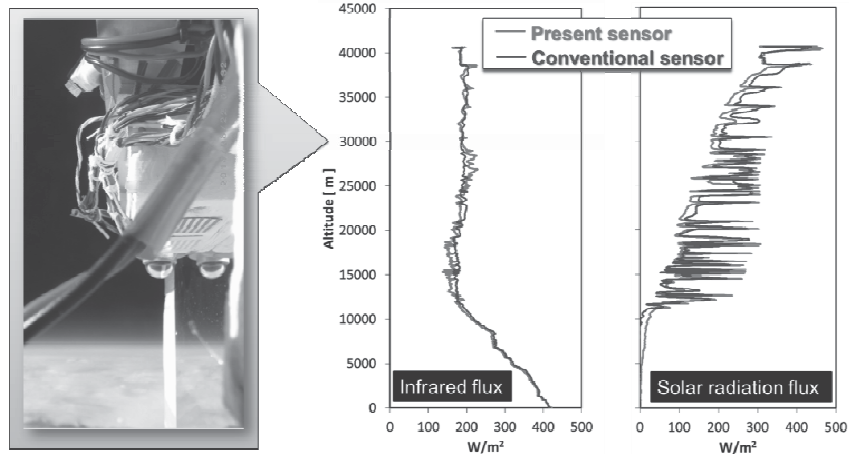 45000
40000
35000
30000
25000
20000
15000
10000
5000
0
Altitude [ m ]
Present sensor
Conventional sensor
Infrared flux
Solar radiation flux
0 100 200 300 400 500
0 100 200 300 400 500
W/m²
W/m²